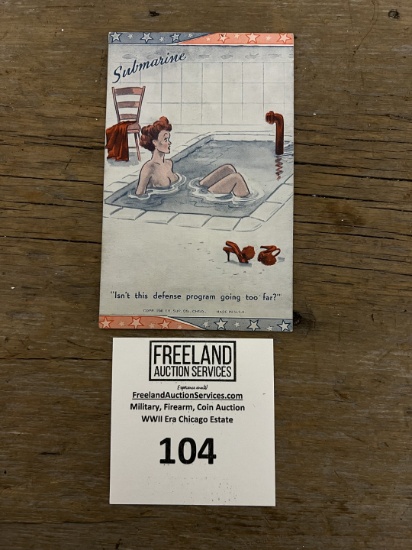 Submarine
"Isn't this defense program going too far?"
FREELAND
AUCTION SERVICES
FreelandAuctionServices.com
Military, Firearm, Coin Auction
WWII Era Chicago Estate
104